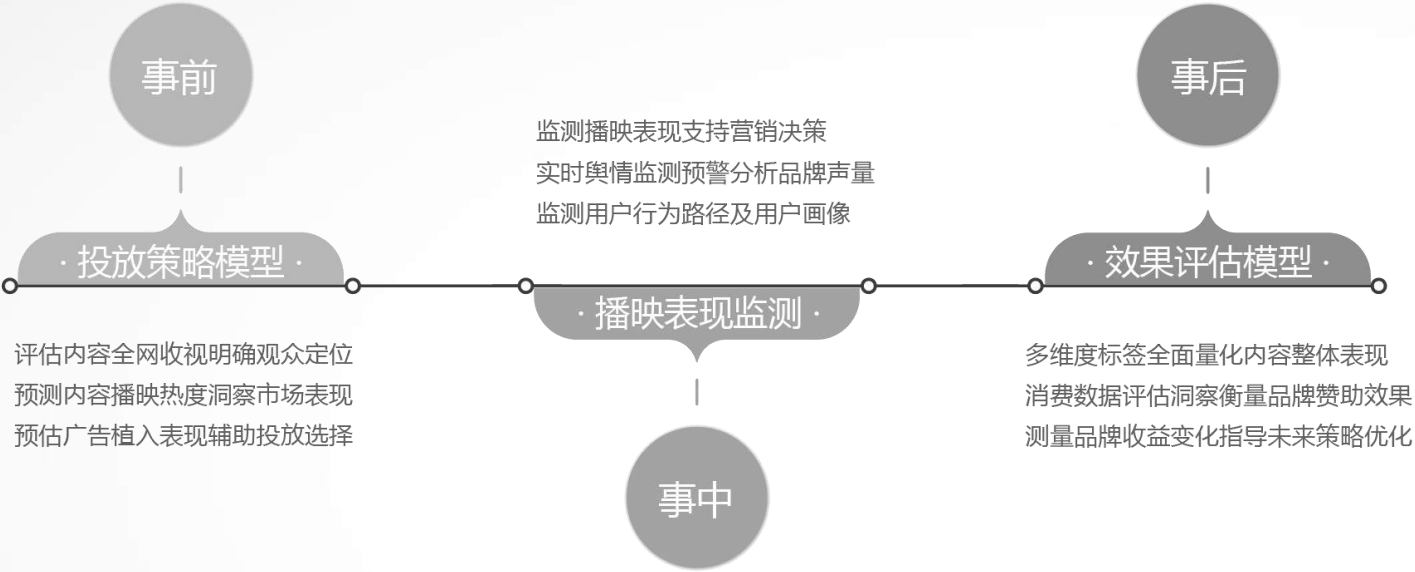 事前
· 投放策略模型 ·
评估内容全网收视明确观众定位
预测内容播映热度洞察市场表现
预估广告植入表现辅助投放选择
监测播映表现支持营销决策
实时舆情监测预警分析品牌声量
监测用户行为路径及用户画像
· 播映表现监测 ·
事中
事后
· 效果评估模型 ·
多维度标签全面量化内容整体表现
消费数据评估洞察衡量品牌赞助效果
测量品牌收益变化指导未来策略优化